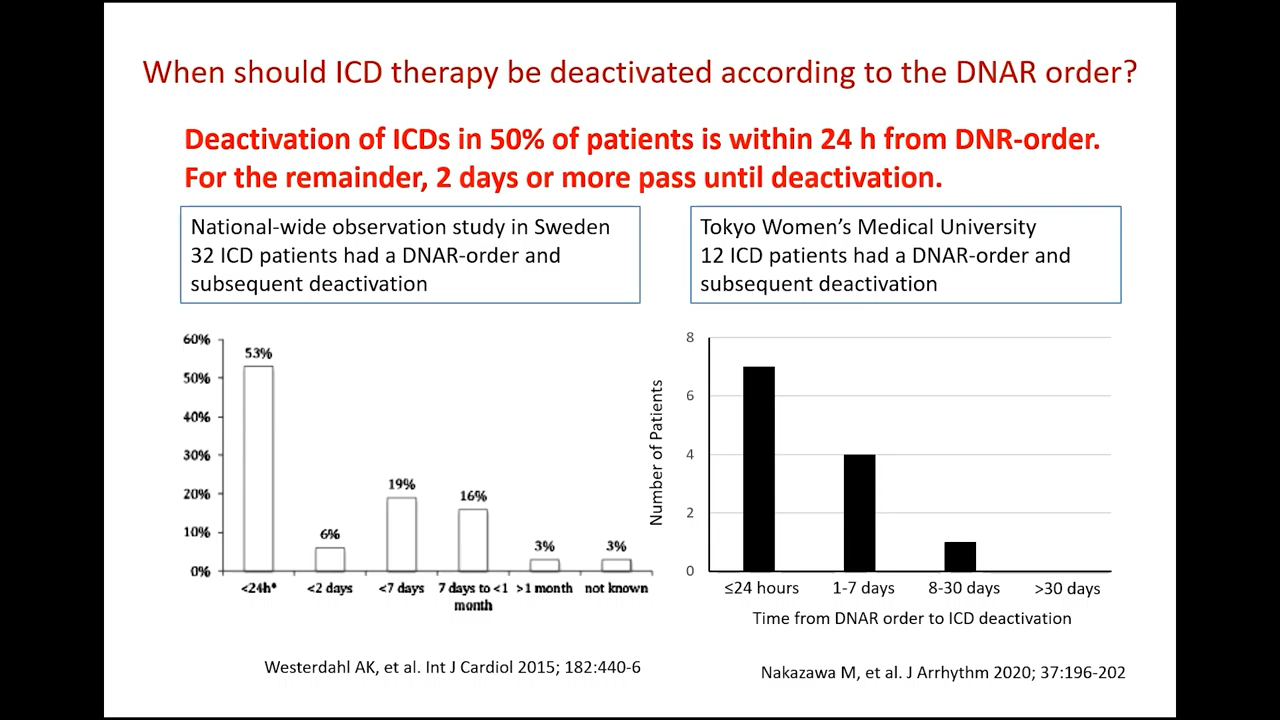 When should ICD therapy be deactivated according to the DNAR order?
Deactivation of ICDs in 50% of patients is within 24 h from DNR-order.
For the remainder, 2 days or more pass until deactivation.
National-wide observation study in Sweden
32 ICD patients had a DNAR-order and
subsequent deactivation
Tokyo Women's Medical University
12 ICD patients had a DNAR-order and
subsequent deactivation
60%
50%
40%
30%
20%
10%
0%
53%
6%
19%
16%
3%
3%
<24h*
<2 days
<7 days
7 days to <1
month
>1 month
not known
Number of Patients
8
6
4
2
0
≤24 hours
1-7 days
8-30 days
>30 days
Time from DNAR order to ICD deactivation
Westerdahl AK, et al. Int J Cardiol 2015; 182:440-6
Nakazawa M, et al. J Arrhythm 2020; 37:196-202